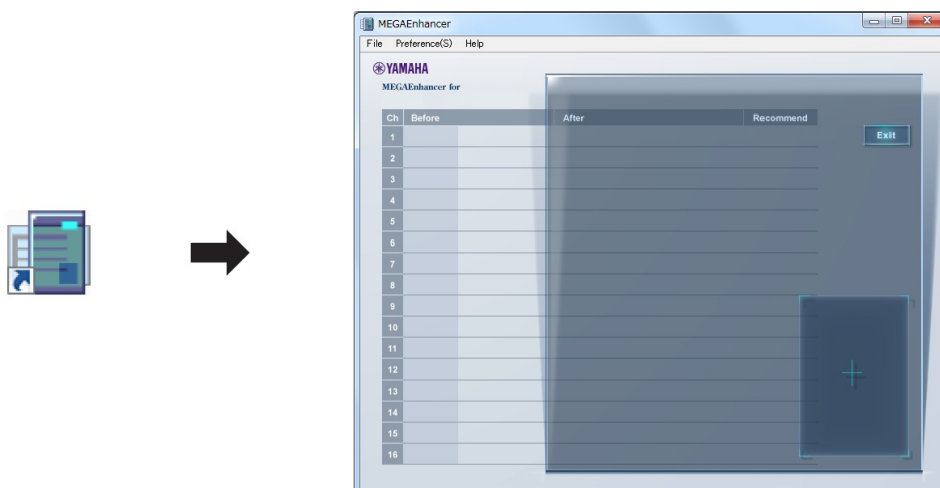 MEGAEnhancer
File Preference(S) Help
YAMAHA
MEGAEnhancer for
Ch Before After Recommend
Exit
1
2
3
4
5
6
7
8
9
10
11
12
13
14
15
16